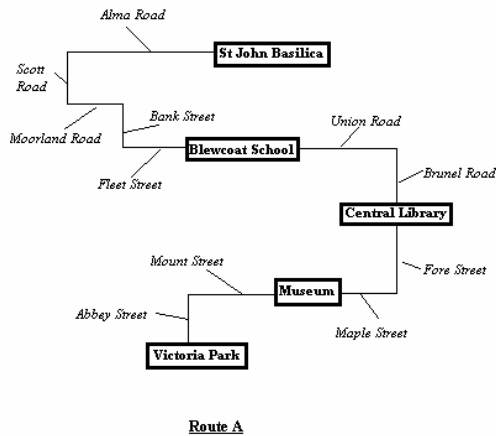 Alma Road
St John Basilica
Scott
Road
Bank Street
Moorland Road
Union Road
Blewcoat School
Fleet Street
Brunel Road
Central Library
Mount Street
Fore Street
Museum
Abbey Street
Maple Street
Victoria Park
Route A